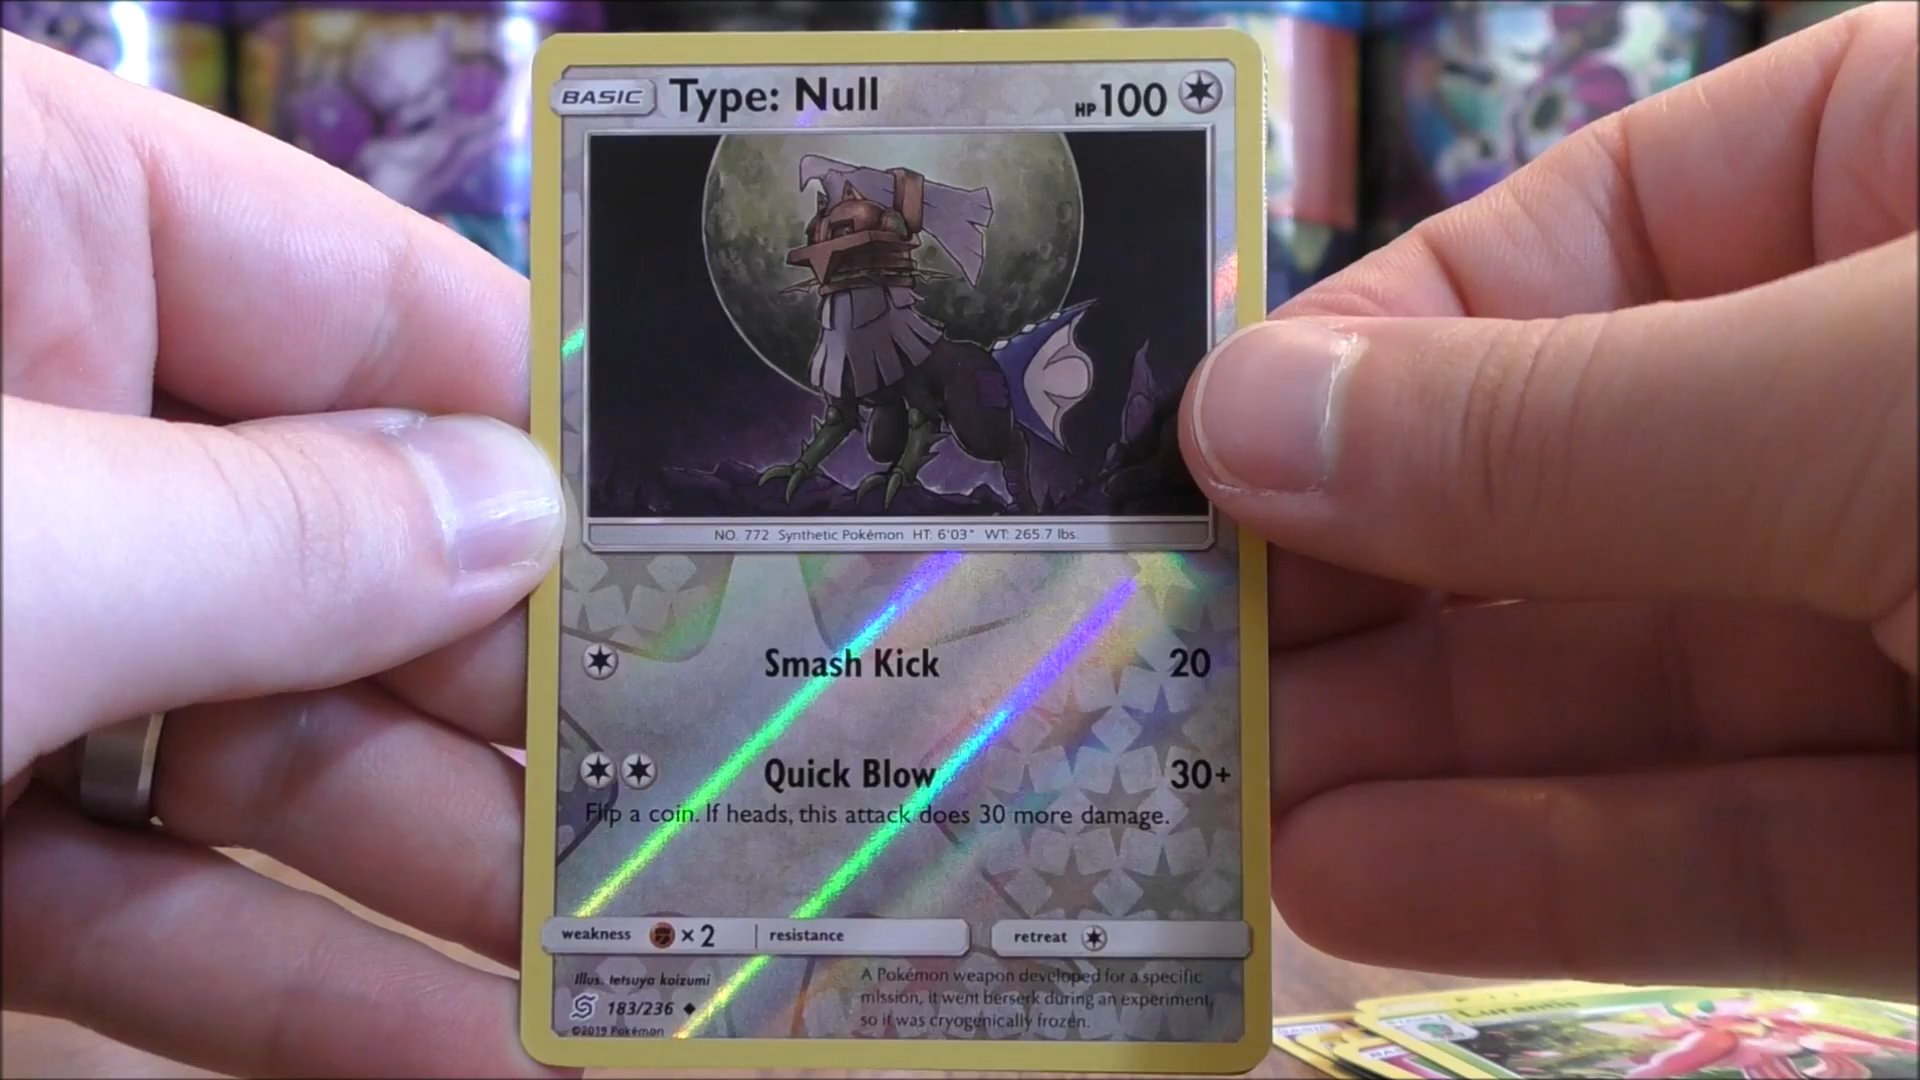 BASIC Type: Null HP 100
NO. 772 Synthetic Pokémon HT: 6'03" WT: 265.7 lbs.
Smash Kick 20
Quick Blow 30+
Flip a coin. If heads, this attack does 30 more damage.
weakness ×2 resistance retreat
Illus. tetsuya koizumi
183/236
©2019 Pokémon
A Pokémon weapon developed for a specific
mission, it went berserk during an experiment,
so it was cryogenically frozen.
Lurantis